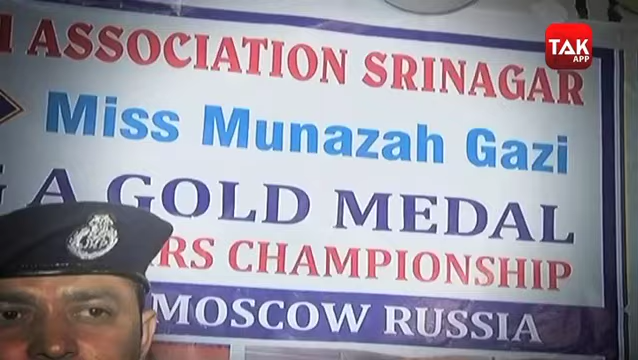 TAK
APP
ASSOCIATION SRINAGAR
Miss Munazah Gazi
A GOLD MEDAL
CHAMPIONSHIP
MOSCOW RUSSIA